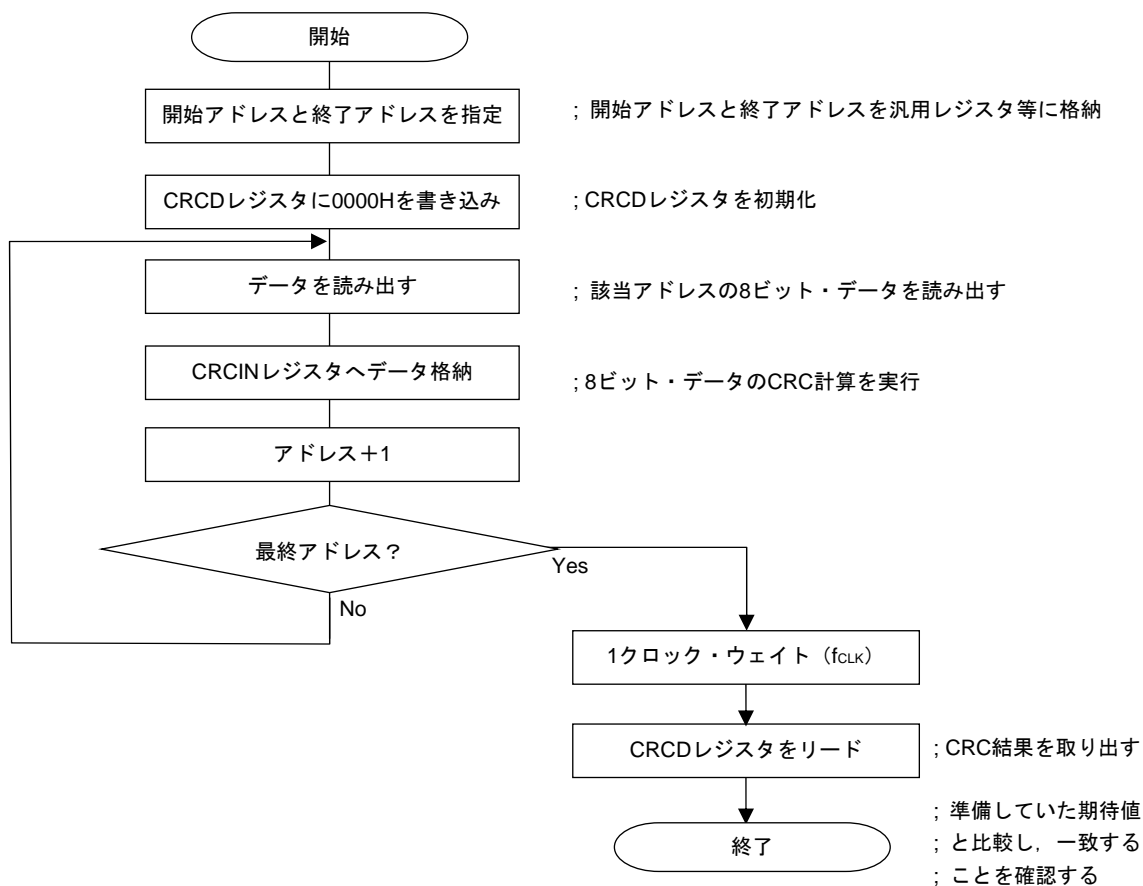 開始
開始アドレスと終了アドレスを指定
; 開始アドレスと終了アドレスを汎用レジスタ等に格納
CRCDレジスタに0000Hを書き込み
; CRCDレジスタを初期化
データを読み出す
; 該当アドレスの8ビット・データを読み出す
CRCINレジスタへデータ格納
; 8ビット・データのCRC計算を実行
アドレス+1
最終アドレス?
Yes
No
1クロック・ウェイト(fCLK)
CRCDレジスタをリード
; CRC結果を取り出す
終了
; 準備していた期待値
; と比較し,一致する
; ことを確認する